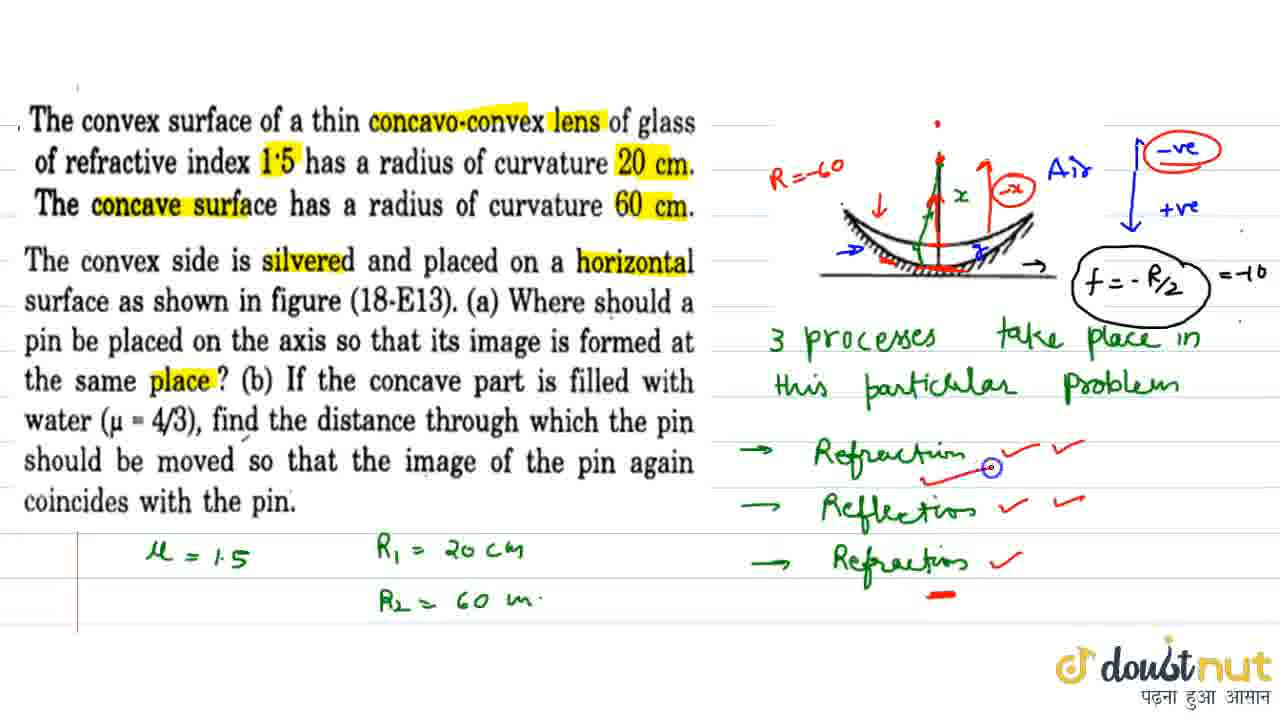 The convex surface of a thin concavo-convex lens of glass
of refractive index 1·5 has a radius of curvature 20 cm.
The concave surface has a radius of curvature 60 cm.
The convex side is silvered and placed on a horizontal
surface as shown in figure (18-E13). (a) Where should a
pin be placed on the axis so that its image is formed at
the same place? (b) If the concave part is filled with
water (μ = 4/3), find the distance through which the pin
should be moved so that the image of the pin again
coincides with the pin.
μ = 1.5
R₁ = 20 cm
R₂ = 60 m.
R = -60
x
-x
Air
-ve
+ve
f = - R/2 = -10
3 processes take place in
this particular problem
→ Refraction
→ Reflection
→ Refraction
doubtnut
पढ़ना हुआ आसान